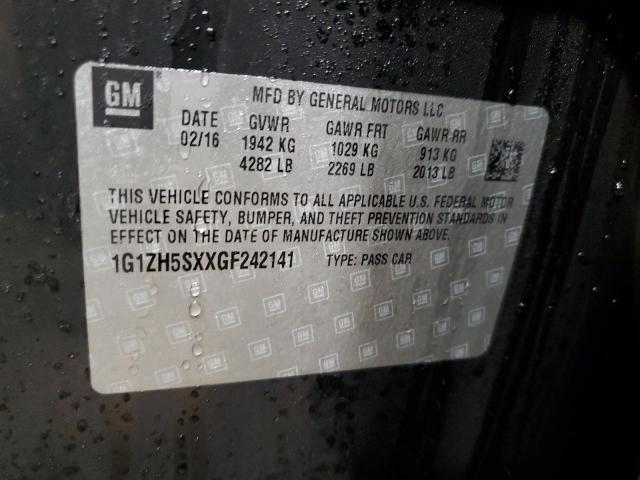 GM
MFD BY GENERAL MOTORS LLC
DATE GVWR GAWR FRT GAWR RR
02/16 1942 KG 1029 KG 913 KG
4282 LB 2269 LB 2013 LB
THIS VEHICLE CONFORMS TO ALL APPLICABLE U.S. FEDERAL MOTOR
VEHICLE SAFETY, BUMPER, AND THEFT PREVENTION STANDARDS IN
EFFECT ON THE DATE OF MANUFACTURE SHOWN ABOVE.
1G1ZH5SXXGF242141 TYPE: PASS CAR